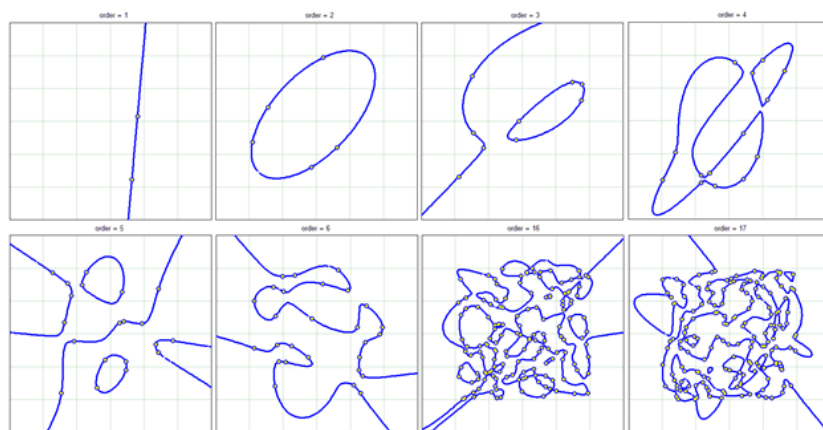 order = 1
order = 2
order = 3
order = 4
order = 5
order = 6
order = 16
order = 17